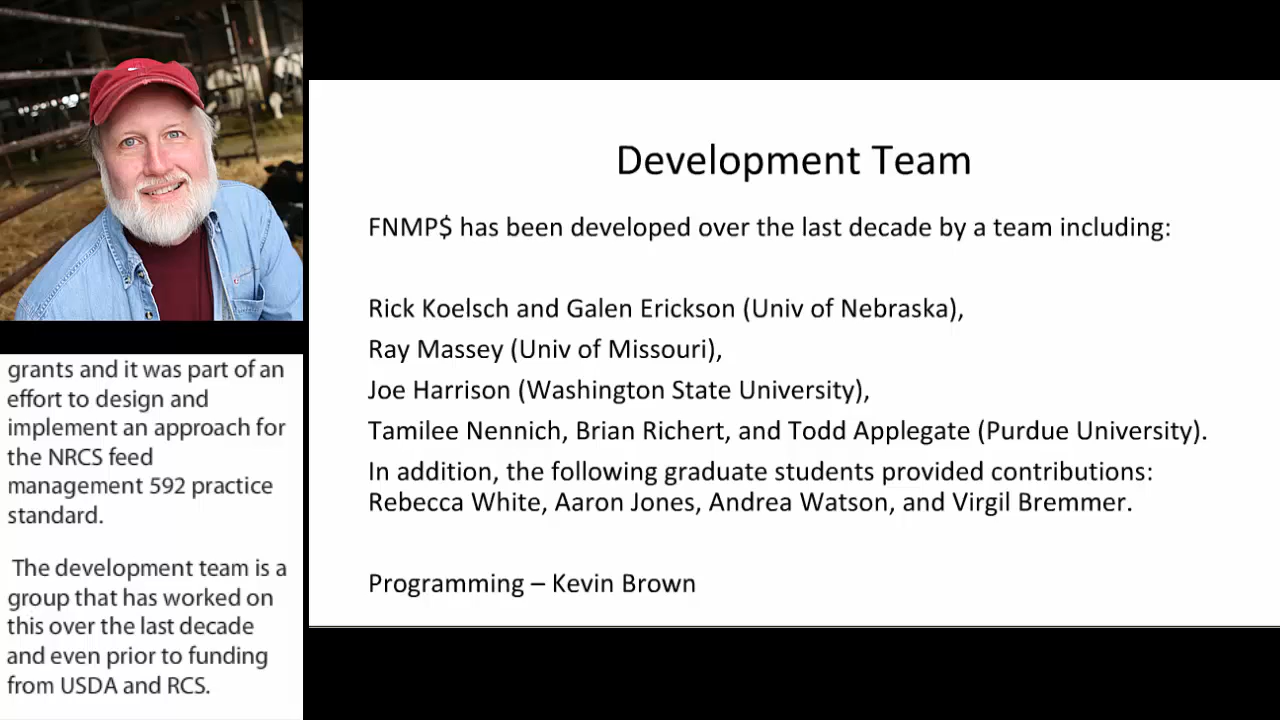 grants and it was part of an
effort to design and
implement an approach for
the NRCS feed
management 592 practice
standard.
The development team is a
group that has worked on
this over the last decade
and even prior to funding
from USDA and RCS.
Development Team
FNMP$ has been developed over the last decade by a team including:
Rick Koelsch and Galen Erickson (Univ of Nebraska),
Ray Massey (Univ of Missouri),
Joe Harrison (Washington State University),
Tamilee Nennich, Brian Richert, and Todd Applegate (Purdue University).
In addition, the following graduate students provided contributions:
Rebecca White, Aaron Jones, Andrea Watson, and Virgil Bremmer.
Programming – Kevin Brown